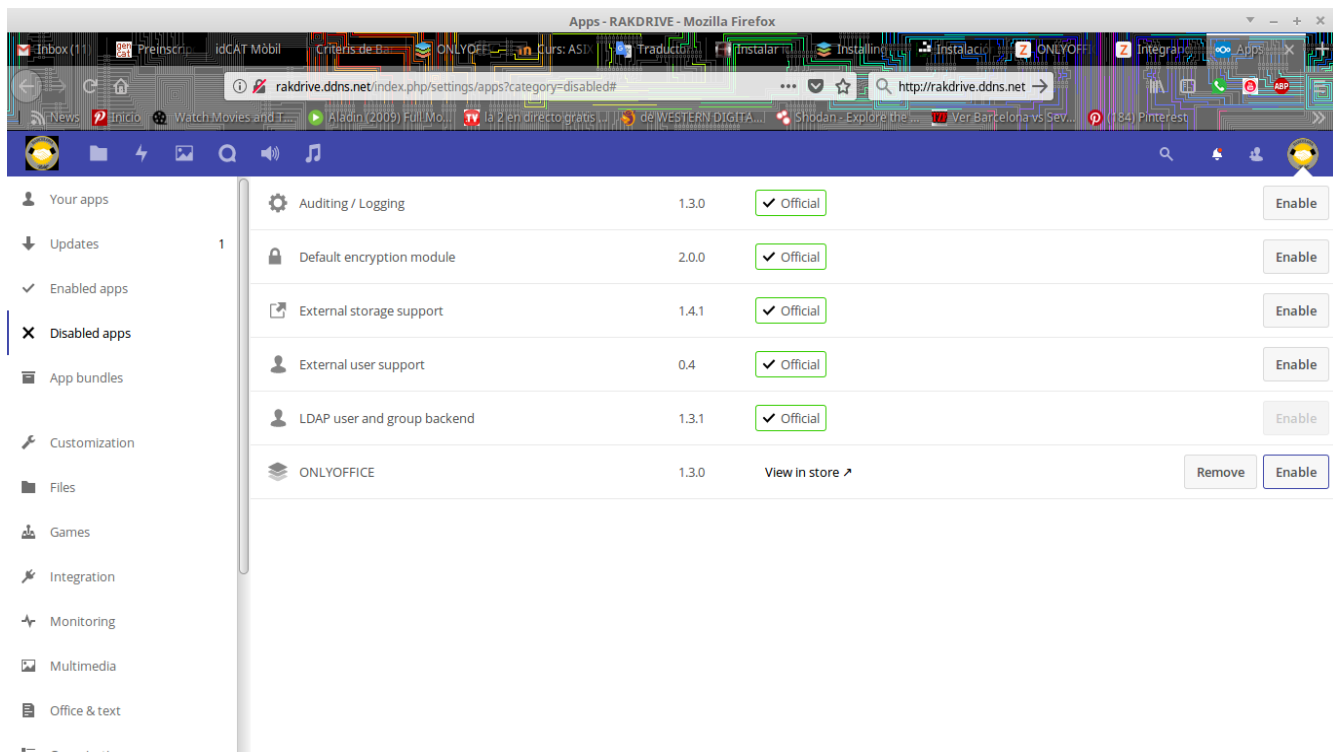 Apps - RAKDRIVE - Mozilla Firefox
Inbox (11) Preinscrip idCAT Mòbil Criteris de Ba ONLYOFF Curs: ASIX Traducto Instalar Installing Instalació ONLYOFFI Integrand Apps
rakdrive.ddns.net/index.php/settings/apps?category=disabled# http://rakdrive.ddns.net
News Inicio Watch Movies and T... Aladin (2009) Full Mo... la 2 en directo gratis de WESTERN DIGITA... Shodan - Explore the ... Ver Barcelona vs Sev... (184) Pinterest
Your apps
Updates 1
Enabled apps
Disabled apps
App bundles
Customization
Files
Games
Integration
Monitoring
Multimedia
Office & text
Auditing / Logging 1.3.0 Official Enable
Default encryption module 2.0.0 Official Enable
External storage support 1.4.1 Official Enable
External user support 0.4 Official Enable
LDAP user and group backend 1.3.1 Official Enable
ONLYOFFICE 1.3.0 View in store ↗ Remove Enable